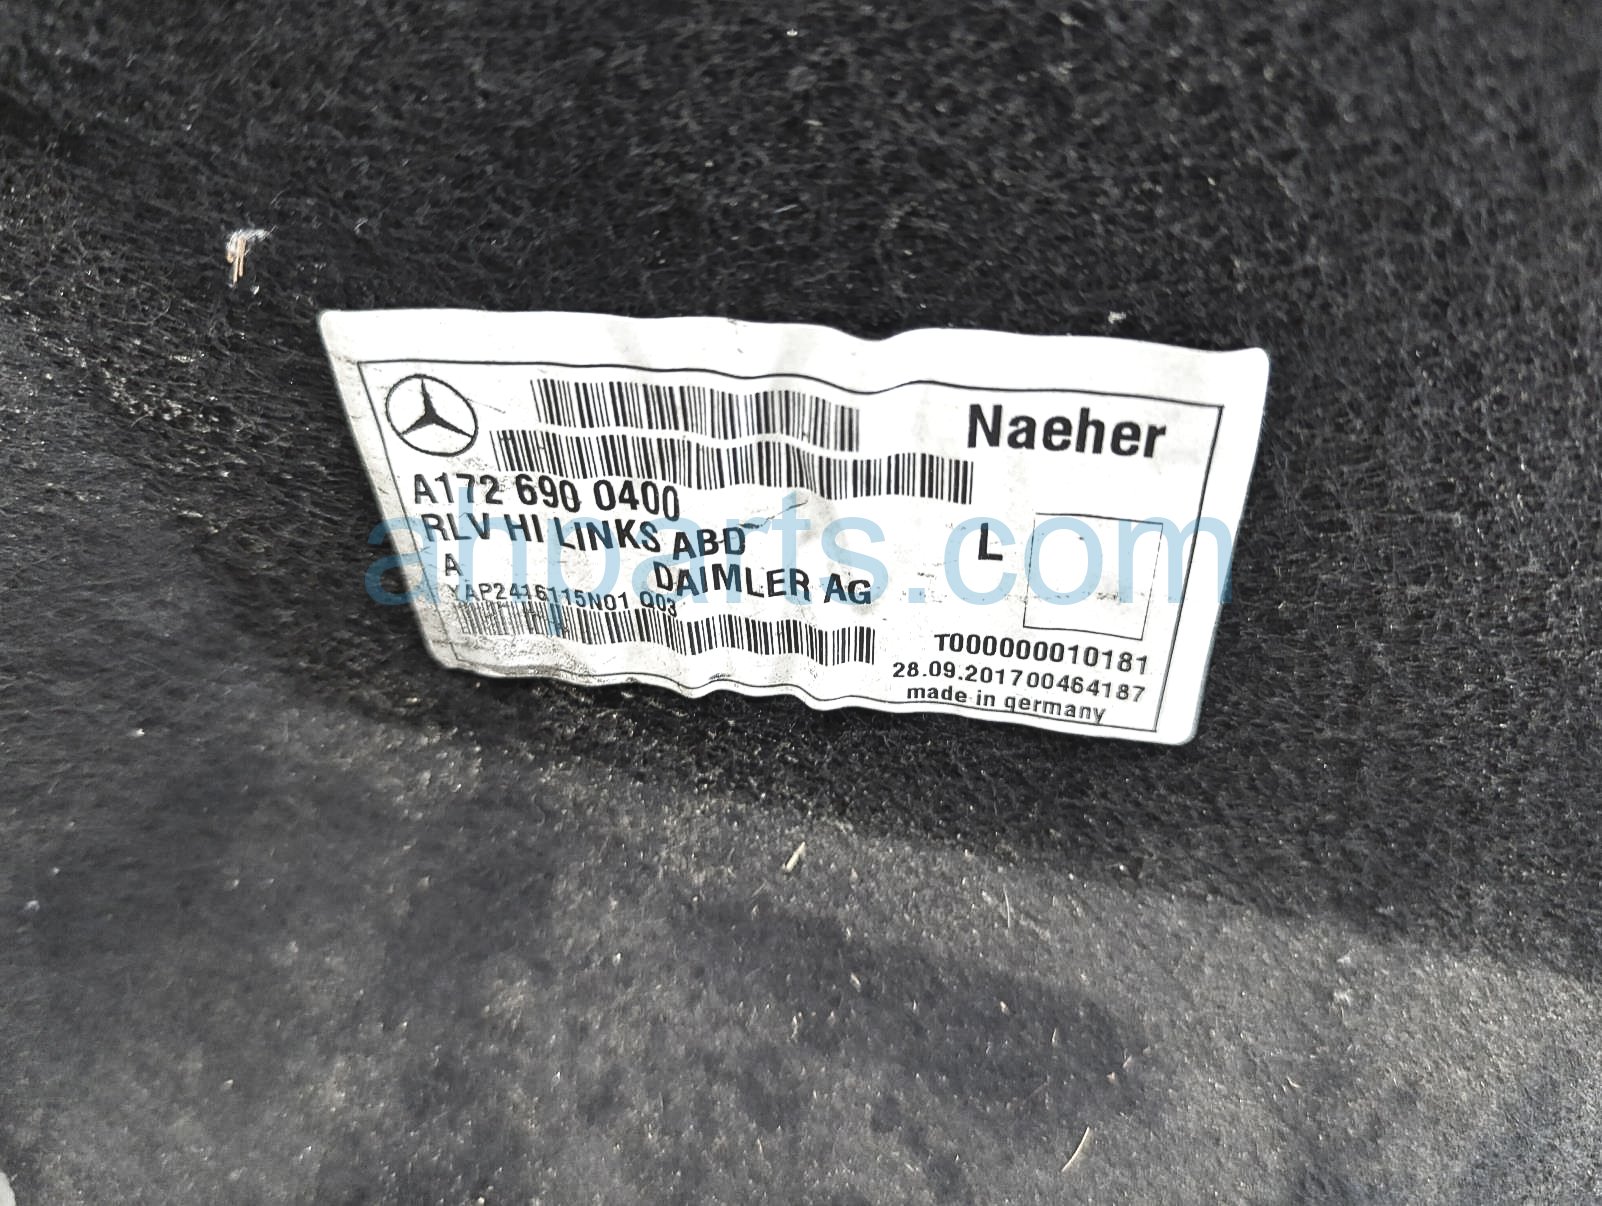 Naeher
A172 690 0400
RLV HI LINKS ABD
L
A
DAIMLER AG
YAP2416115N01 Q03
T000000010181
28.09.201700464187
made in germany
ahparts.com